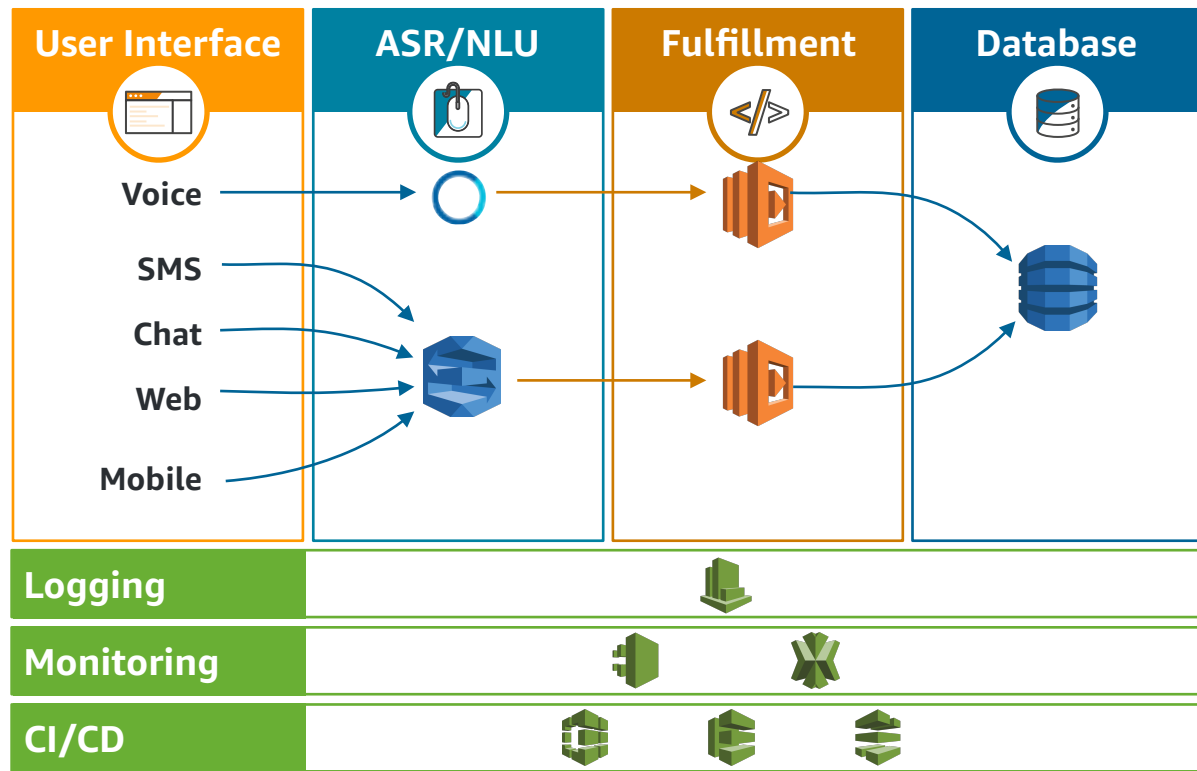 User Interface
ASR/NLU
Fulfillment
Database
Voice
SMS
Chat
Web
Mobile
Logging
Monitoring
CI/CD